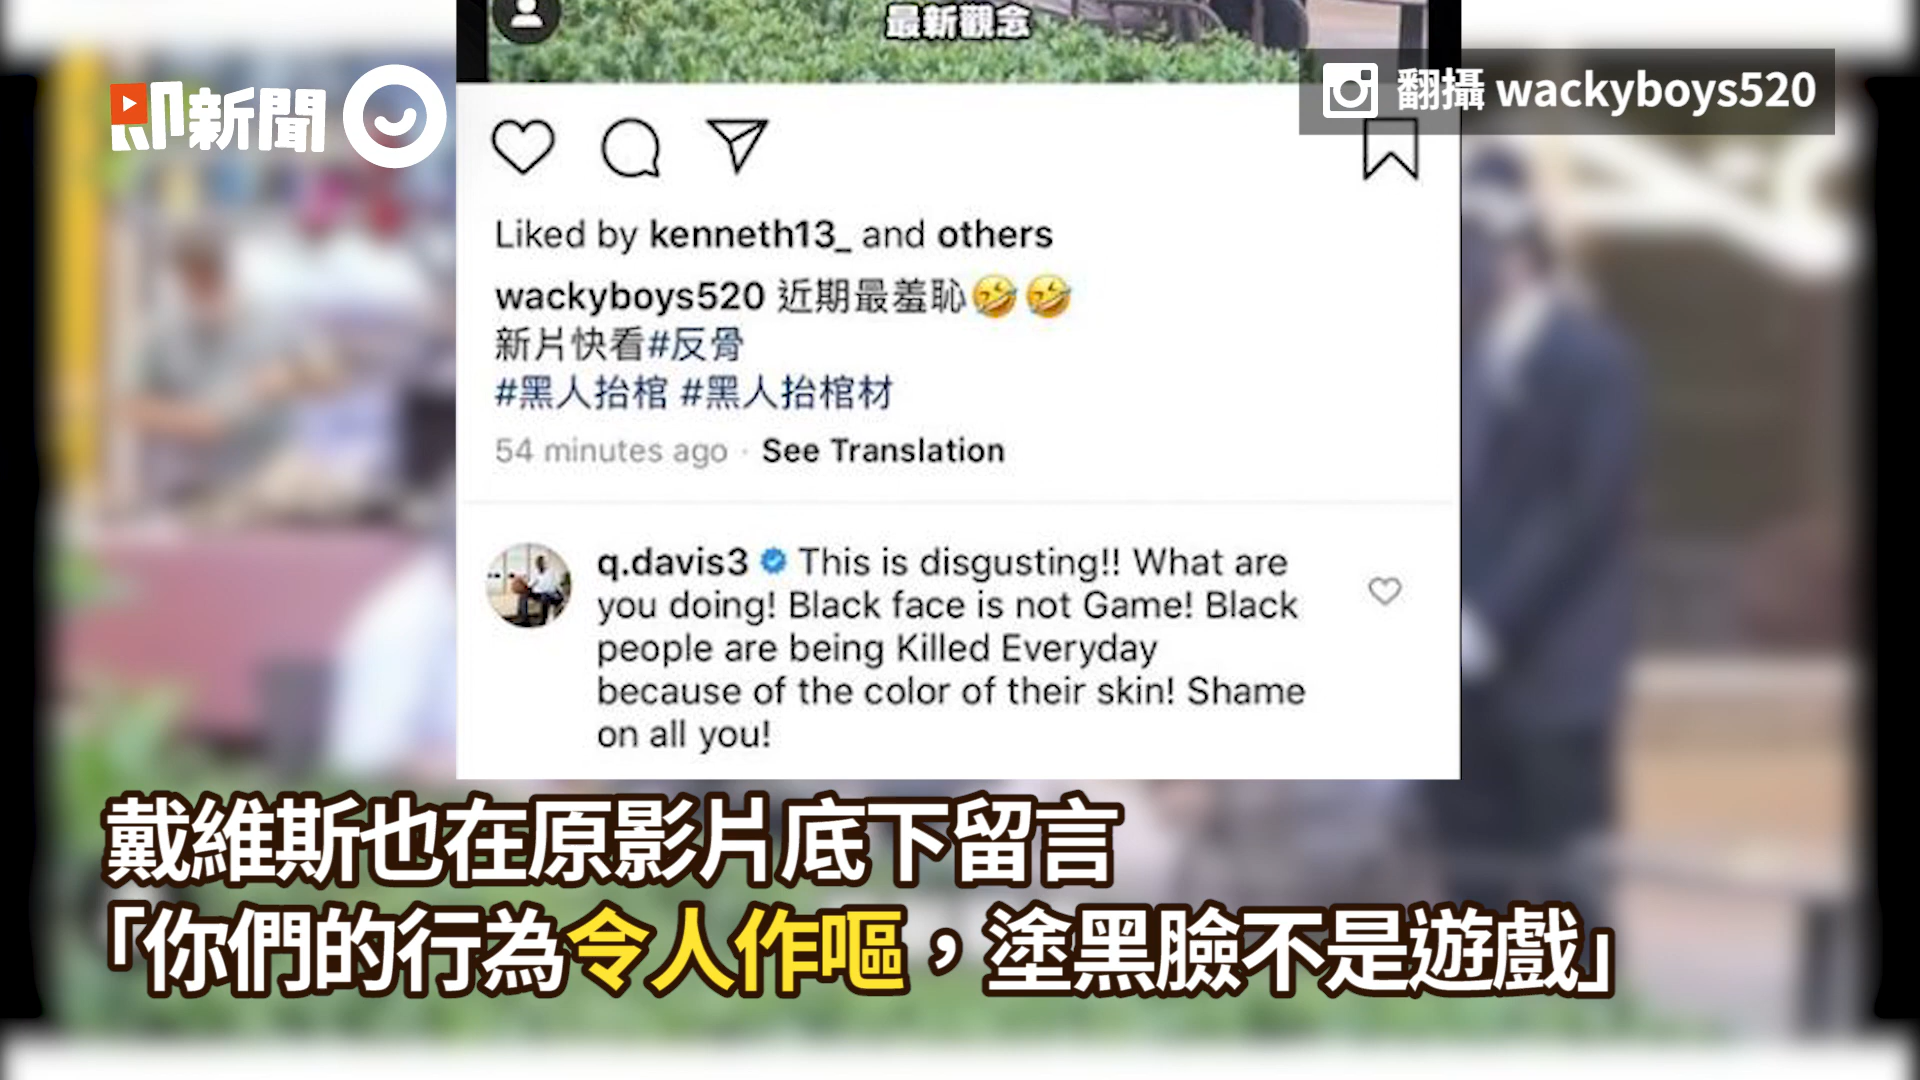 最新觀念
即新聞
翻攝 wackyboys520
Liked by kenneth13_ and others
wackyboys520 近期最羞恥🤣🤣
新片快看#反骨
#黑人抬棺 #黑人抬棺材
54 minutes ago · See Translation
q.davis3 This is disgusting!! What are
you doing! Black face is not Game! Black
people are being Killed Everyday
because of the color of their skin! Shame
on all you!
戴維斯也在原影片底下留言
「你們的行為令人作嘔，塗黑臉不是遊戲」